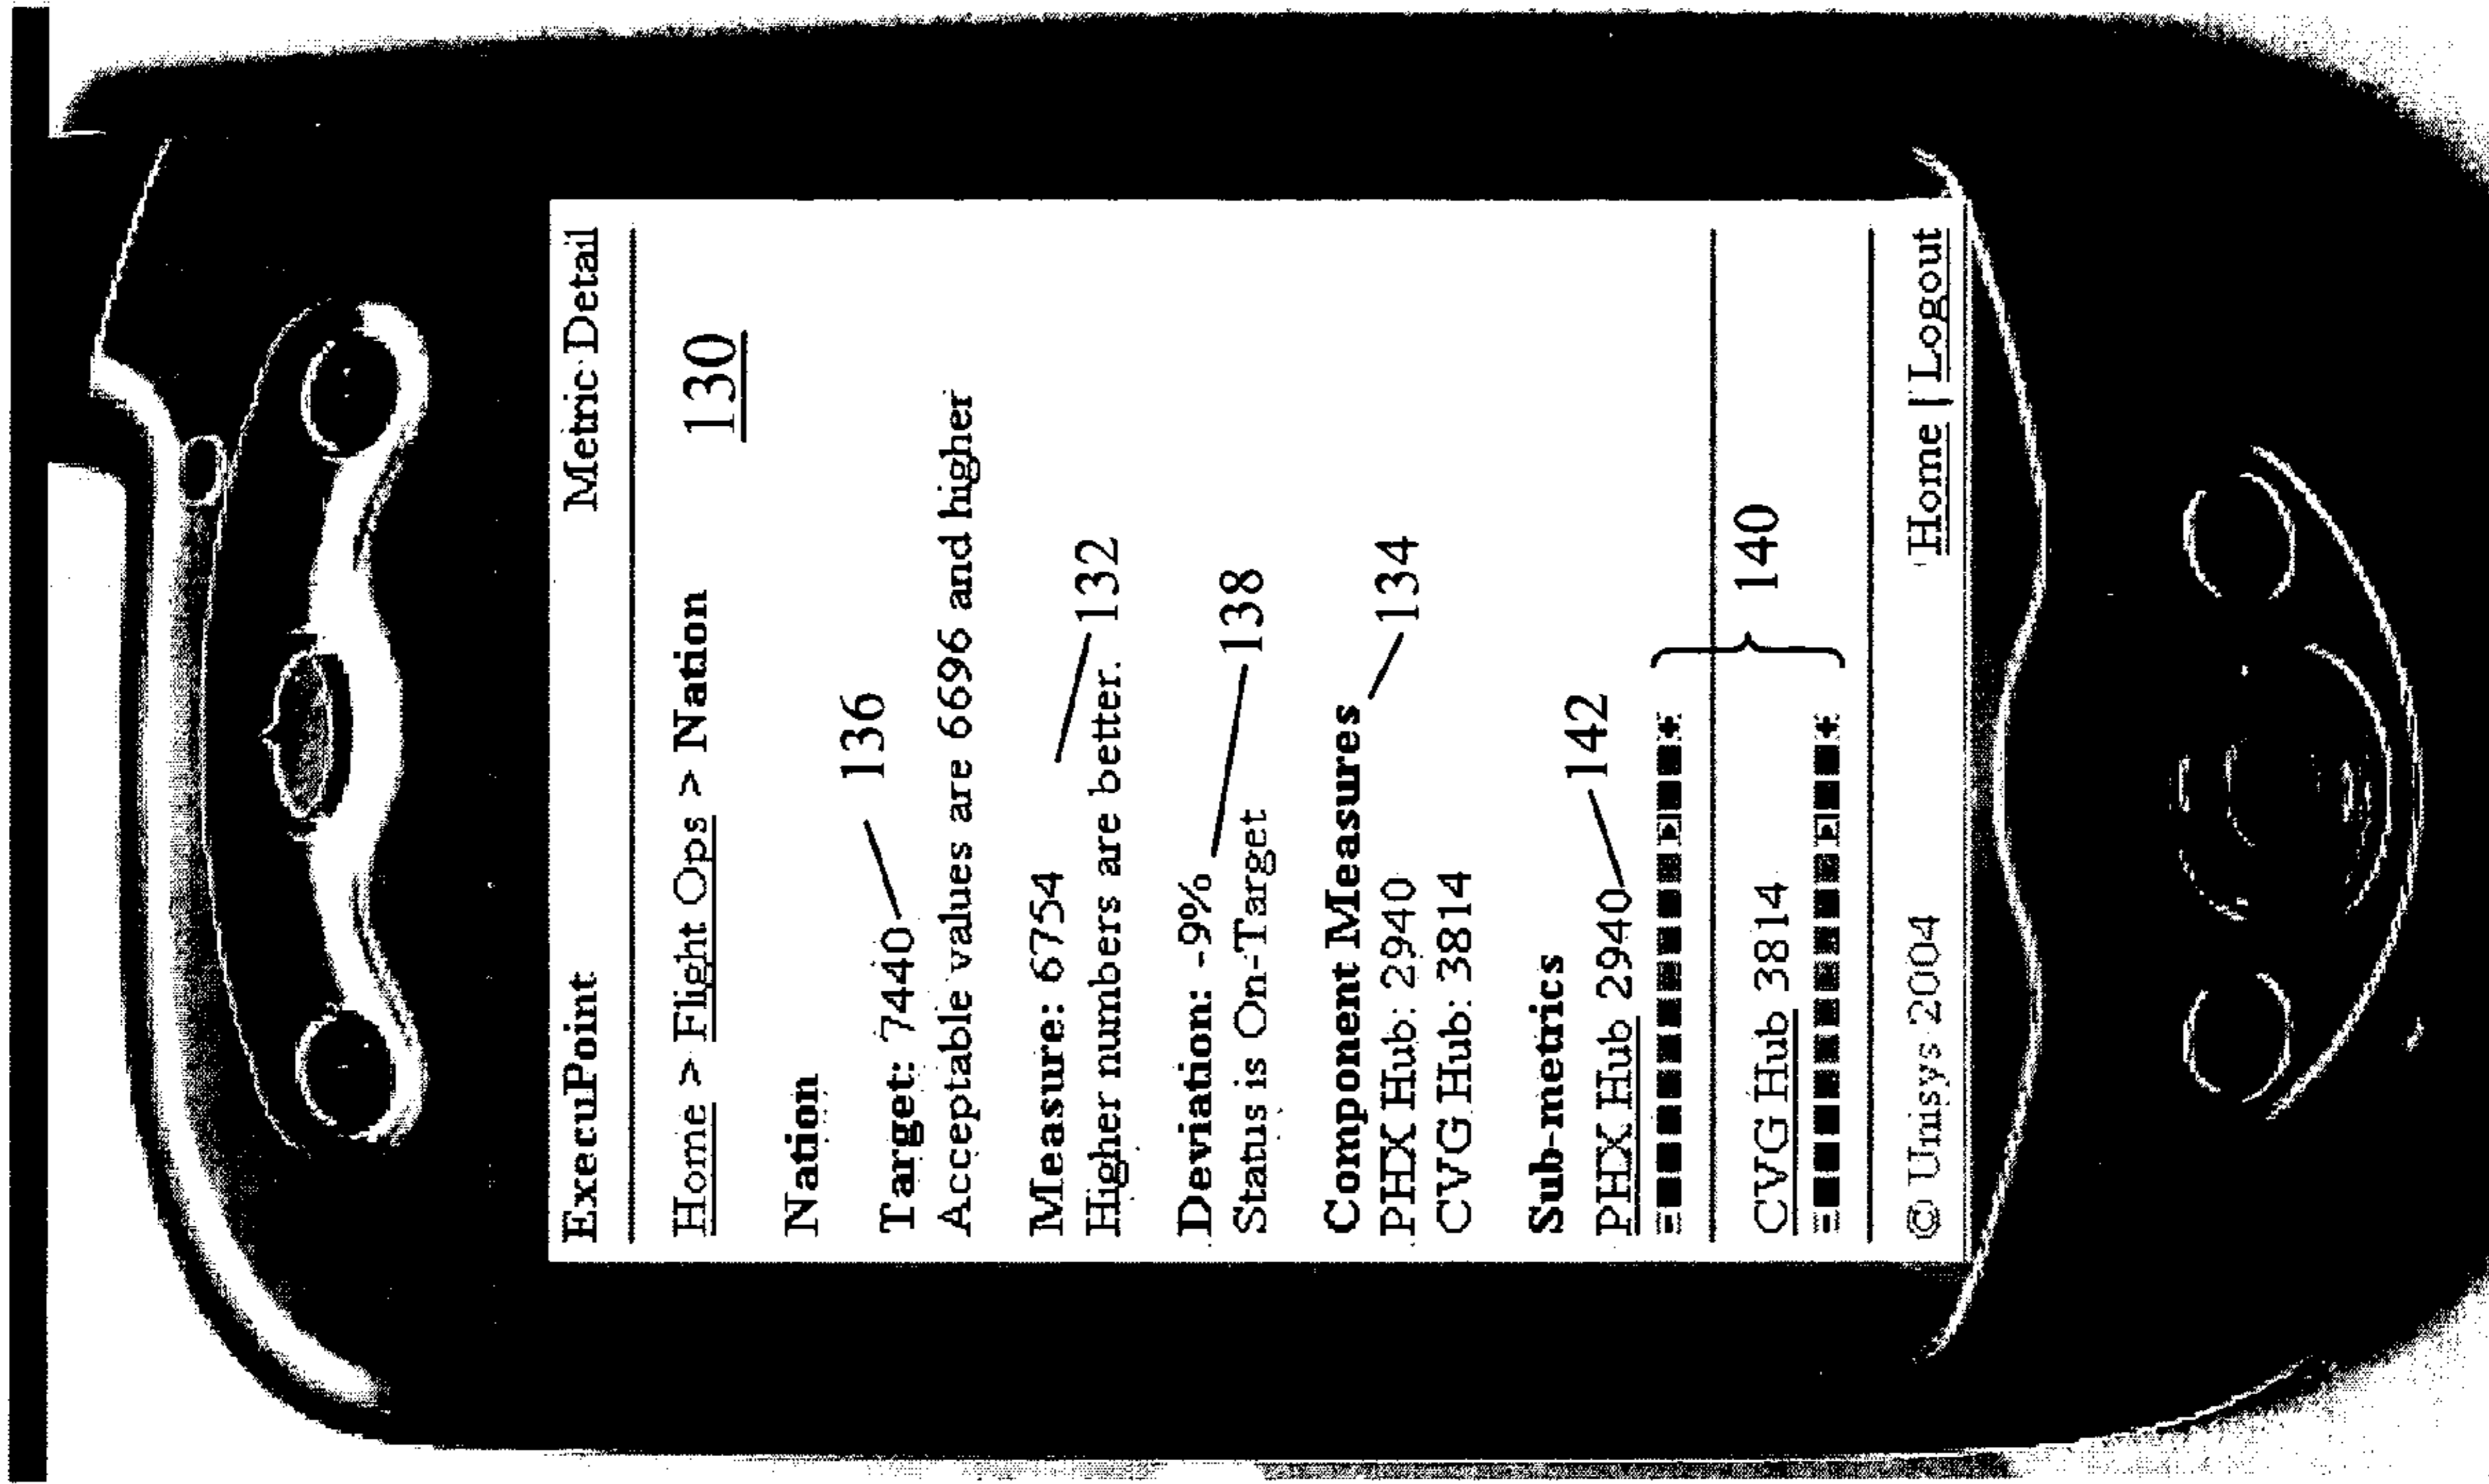 ExecuPoint Metric Detail
Home > Flight Ops > Nation 130
Nation
Target: 7440 136
Acceptable values are 6696 and higher
Measure: 6754
Higher numbers are better. 132
Deviation: -9%
Status is On-Target 138
Component Measures
PHX Hub: 2940 134
CVG Hub: 3814
Sub-metrics
PHX Hub 2940 142
CVG Hub 3814 140
© Unisys 2004 Home | Logout